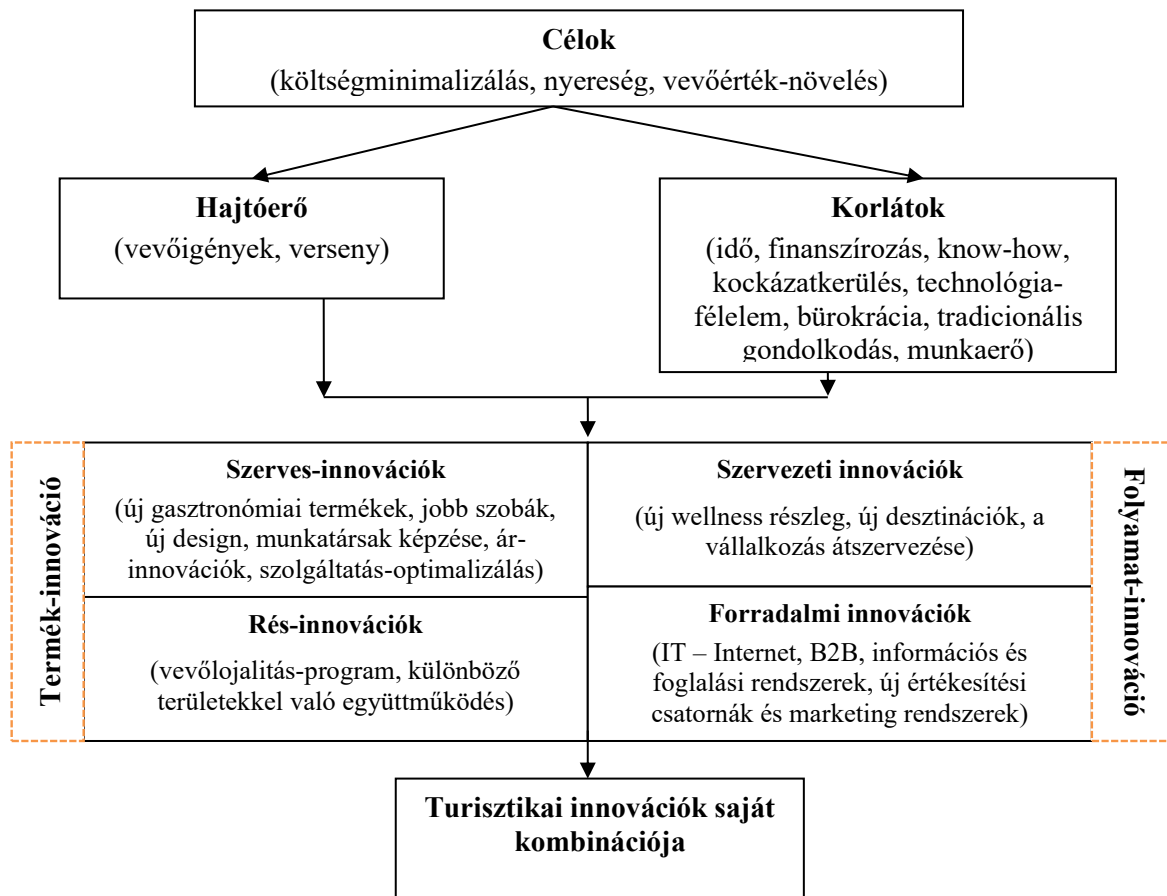 Célok
(költségminimalizálás, nyereség, vevőérték-növelés)
Hajtóerő
(vevőigények, verseny)
Korlátok
(idő, finanszírozás, know-how,
kockázatkerülés, technológia-
félelem, bürokrácia, tradicionális
gondolkodás, munkaerő)
Termék-innováció
Szerves-innovációk
(új gasztronómiai termékek, jobb szobák,
új design, munkatársak képzése, ár-
innovációk, szolgáltatás-optimalizálás)
Szervezeti innovációk
(új wellness részleg, új desztinációk, a
vállalkozás átszervezése)
Rés-innovációk
(vevőlojalitás-program, különböző
területekkel való együttműködés)
Forradalmi innovációk
(IT – Internet, B2B, információs és
foglalási rendszerek, új értékesítési
csatornák és marketing rendszerek)
Folyamat-innováció
Turisztikai innovációk saját
kombinációja